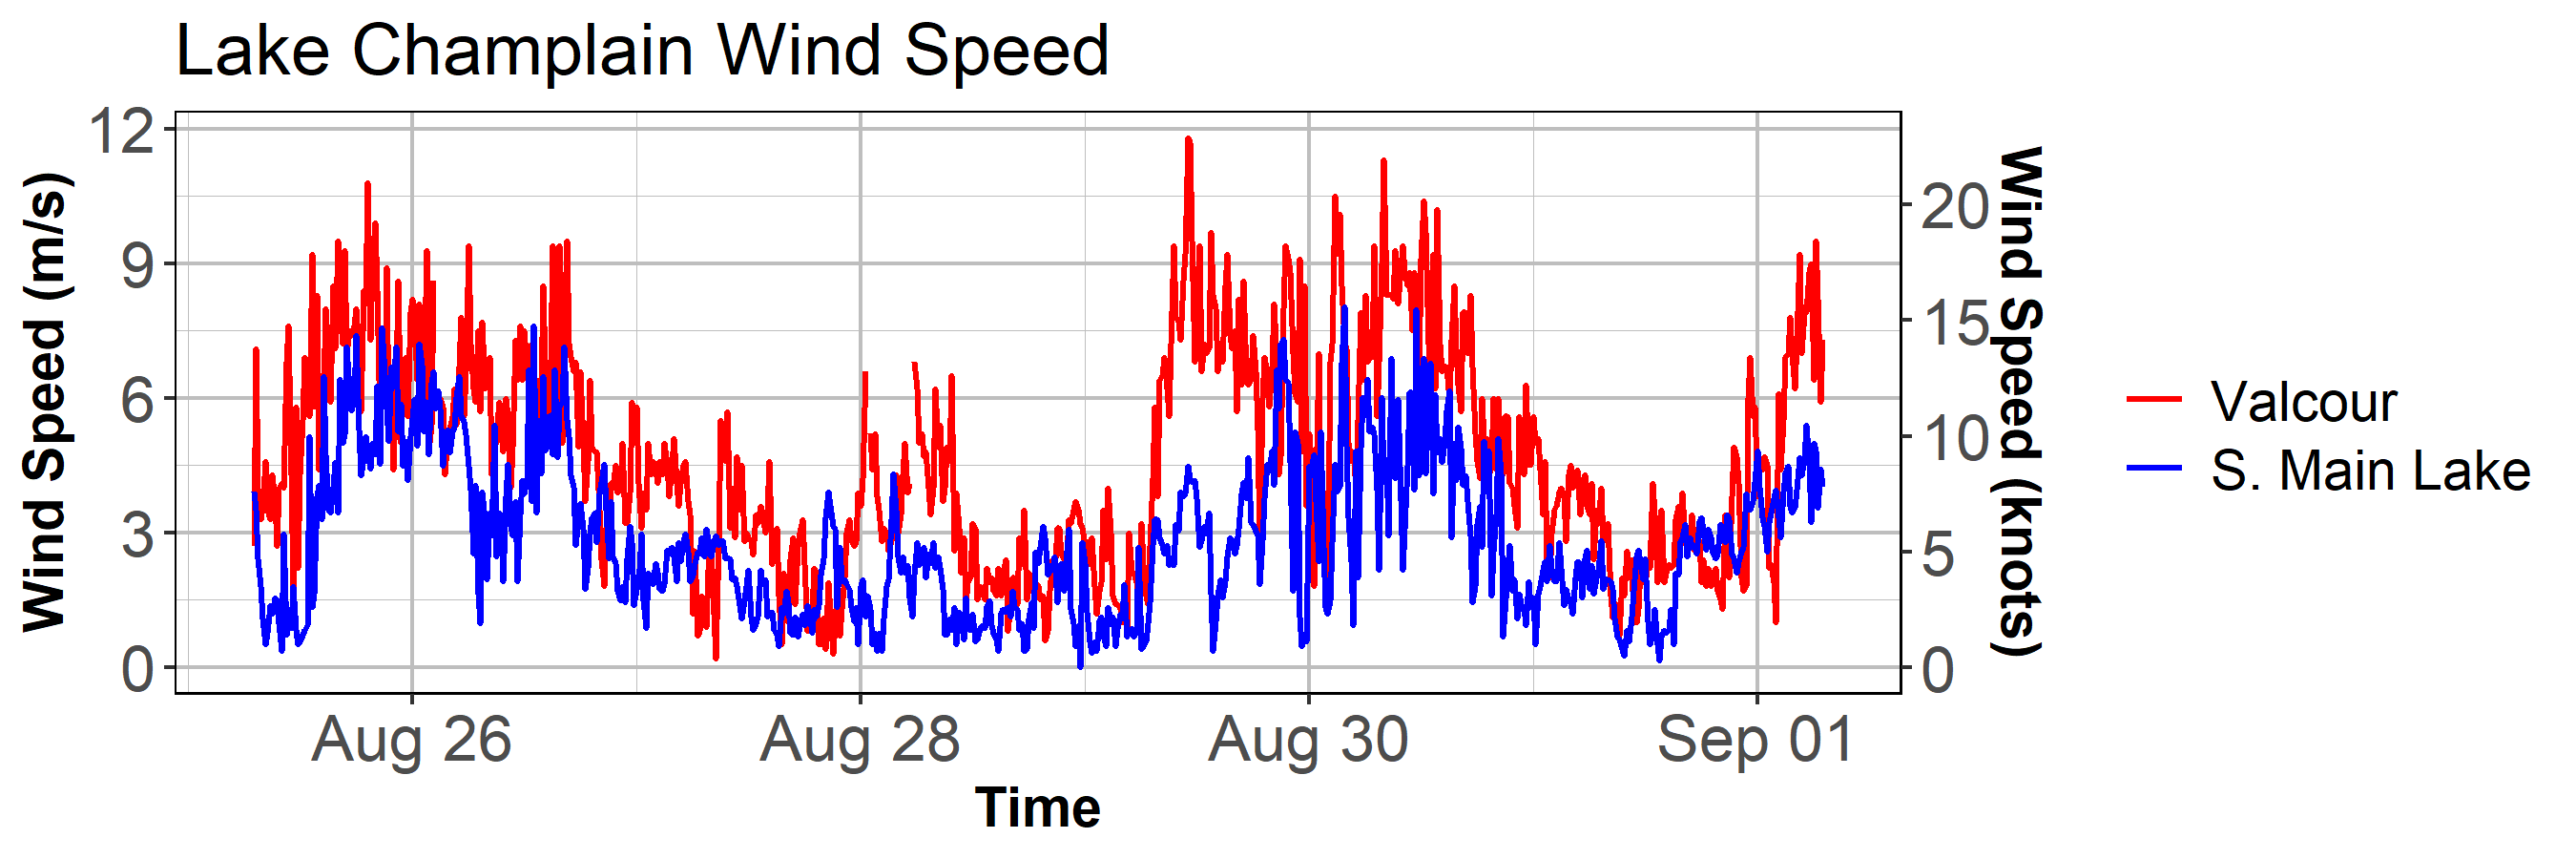 Lake Champlain Wind Speed
Wind Speed (m/s)
12
9
6
3
0
Wind Speed (knots)
20
15
10
5
0
Aug 26
Aug 28
Aug 30
Sep 01
Time
Valcour
S. Main Lake